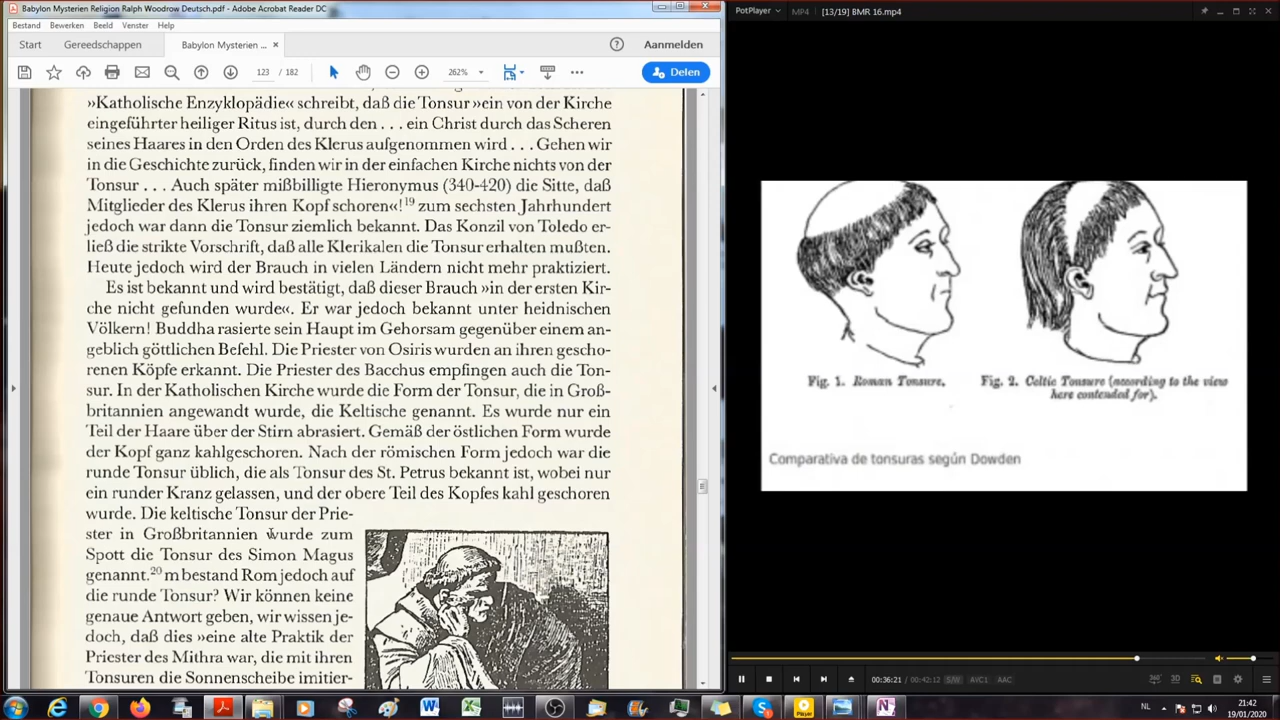 Babylon Mysterien Religion Ralph Woodrow Deutsch.pdf - Adobe Acrobat Reader DC
Bestand Bewerken Beeld Venster Help
Start Gereedschappen Babylon Mysterien ... × Aanmelden
123 / 182 262% Delen
»Katholische Enzyklopädie« schreibt, daß die Tonsur »ein von der Kirche
eingeführter heiliger Ritus ist, durch den . . . ein Christ durch das Scheren
seines Haares in den Orden des Klerus aufgenommen wird . . . Gehen wir
in die Geschichte zurück, finden wir in der einfachen Kirche nichts von der
Tonsur . . . Auch später mißbilligte Hieronymus (340-420) die Sitte, daß
Mitglieder des Klerus ihren Kopf schoren«!19 zum sechsten Jahrhundert
jedoch war dann die Tonsur ziemlich bekannt. Das Konzil von Toledo er-
ließ die strikte Vorschrift, daß alle Klerikalen die Tonsur erhalten mußten.
Heute jedoch wird der Brauch in vielen Ländern nicht mehr praktiziert.
Es ist bekannt und wird bestätigt, daß dieser Brauch »in der ersten Kir-
che nicht gefunden wurde«. Er war jedoch bekannt unter heidnischen
Völkern! Buddha rasierte sein Haupt im Gehorsam gegenüber einem an-
geblich göttlichen Befehl. Die Priester von Osiris wurden an ihren gescho-
renen Köpfe erkannt. Die Priester des Bacchus empfingen auch die Ton-
sur. In der Katholischen Kirche wurde die Form der Tonsur, die in Groß-
britannien angewandt wurde, die Keltische genannt. Es wurde nur ein
Teil der Haare über der Stirn abrasiert. Gemäß der östlichen Form wurde
der Kopf ganz kahlgeschoren. Nach der römischen Form jedoch war die
runde Tonsur üblich, die als Tonsur des St. Petrus bekannt ist, wobei nur
ein runder Kranz gelassen, und der obere Teil des Kopfes kahl geschoren
wurde. Die keltische Tonsur der Prie-
ster in Großbritannien wurde zum
Spott die Tonsur des Simon Magus
genannt.20 m bestand Rom jedoch auf
die runde Tonsur? Wir können keine
genaue Antwort geben, wir wissen je-
doch, daß dies »eine alte Praktik der
Priester des Mithra war, die mit ihren
Tonsuren die Sonnenscheibe imitier-
PotPlayer MP4 [13/19] BMR 16.mp4
Fig. 1. Roman Tonsure.
Fig. 2. Celtic Tonsure (according to the view
here contended for).
Comparativa de tonsuras según Dowden
00:36:21 / 00:42:12 S/W AVC1 AAC
360° 3D
NL 21:42
19/01/2020